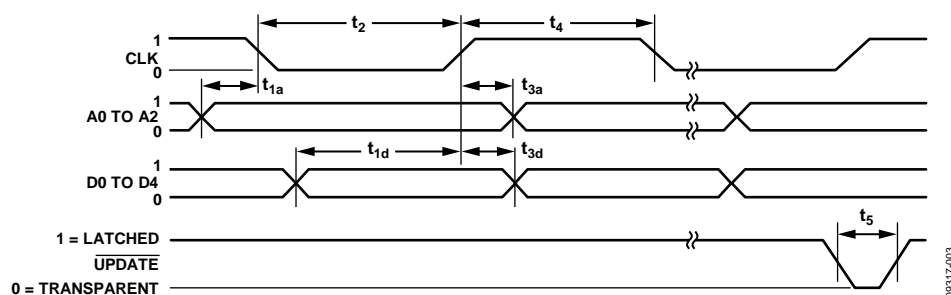 t2
t4
1
CLK
0
t1a
t3a
1
A0 TO A2
0
t1d
t3d
1
D0 TO D4
0
t5
1 = LATCHED
UPDATE
0 = TRANSPARENT
09317-003